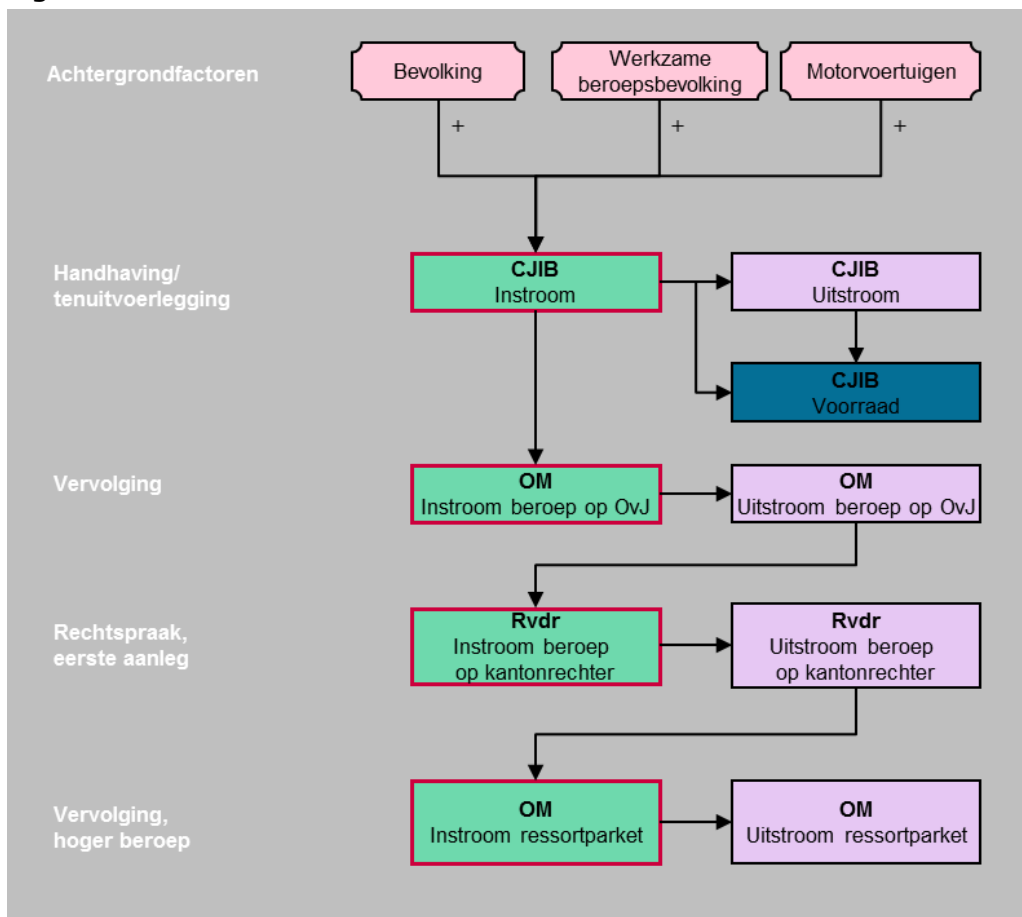 Achtergrondfactoren
Bevolking
Werkzame
beroepsbevolking
Motorvoertuigen
+
+
+
Handhaving/
tenuitvoerlegging
CJIB
Instroom
CJIB
Uitstroom
CJIB
Voorraad
Vervolging
OM
Instroom beroep op OvJ
OM
Uitstroom beroep op OvJ
Rechtspraak,
eerste aanleg
Rvdr
Instroom beroep
op kantonrechter
Rvdr
Uitstroom beroep
op kantonrechter
Vervolging,
hoger beroep
OM
Instroom ressortparket
OM
Uitstroom ressortparket